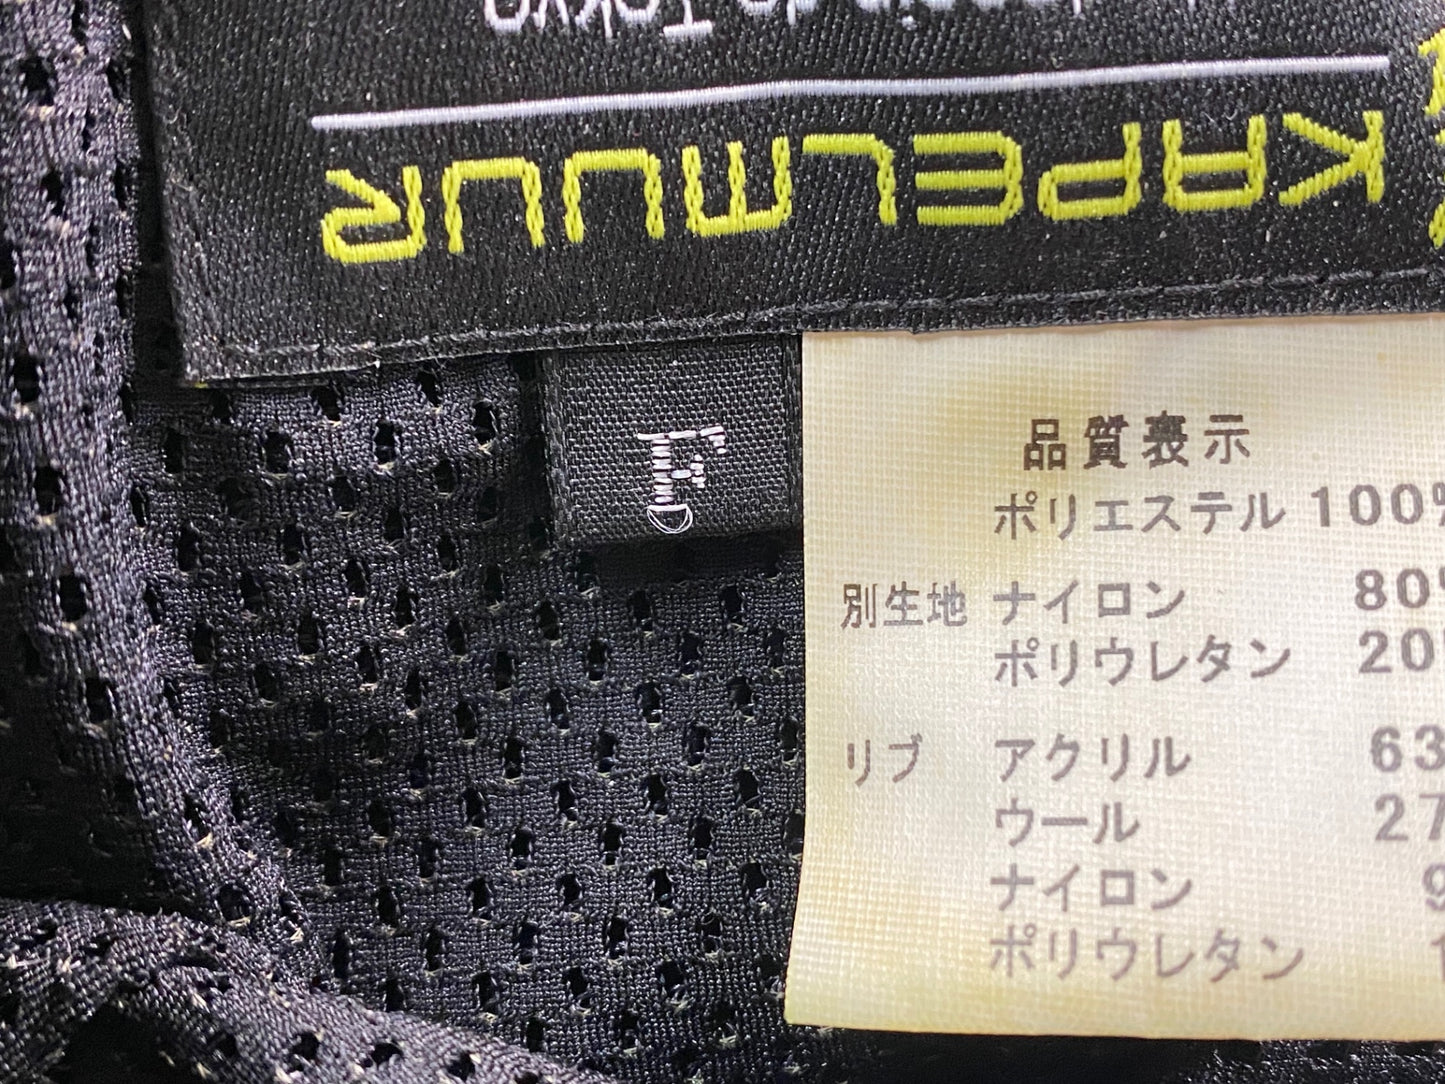 KAPELMUUR
Tokyo
F
品質表示
ポリエステル 100%
別生地 ナイロン 80%
ポリウレタン 20
リブ アクリル 63
ウール 27
ナイロン 9
ポリウレタン 1